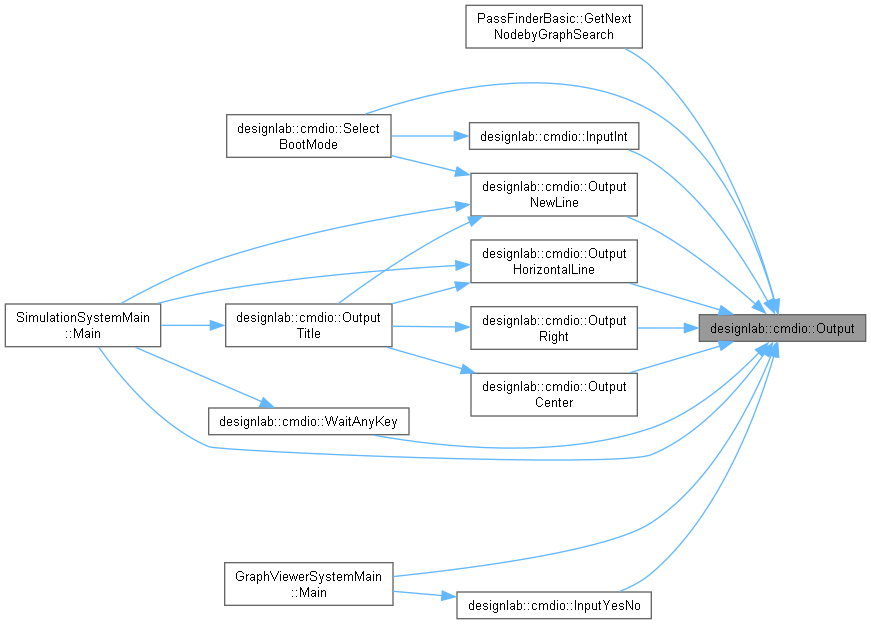 PassFinderBasic::GetNext
NodebyGraphSearch
designlab::cmdio::Select
BootMode
designlab::cmdio::InputInt
designlab::cmdio::Output
NewLine
designlab::cmdio::Output
HorizontalLine
SimulationSystemMain
::Main
designlab::cmdio::Output
Title
designlab::cmdio::Output
Right
designlab::cmdio::Output
designlab::cmdio::Output
Center
designlab::cmdio::WaitAnyKey
GraphViewerSystemMain
::Main
designlab::cmdio::InputYesNo